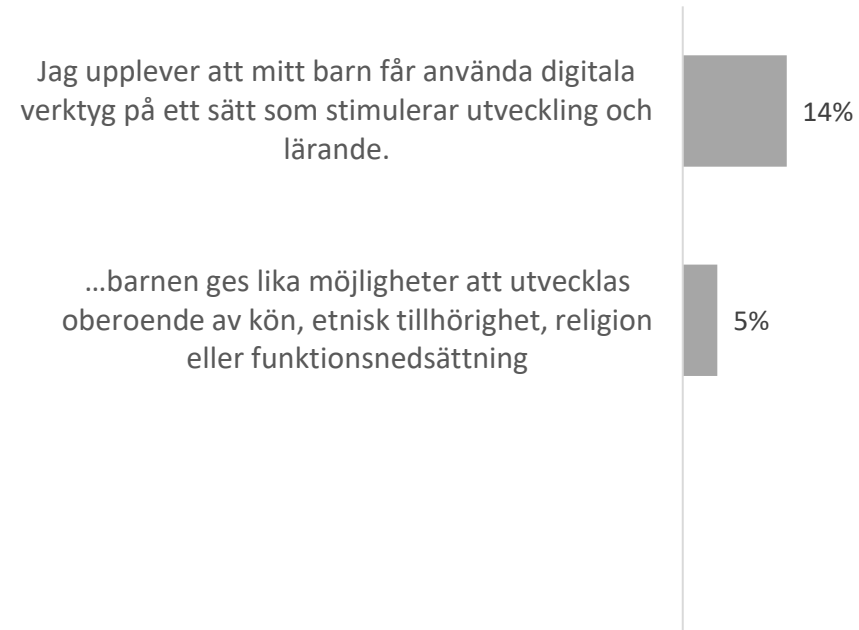 Jag upplever att mitt barn får använda digitala
verktyg på ett sätt som stimulerar utveckling och
lärande.
14%
…barnen ges lika möjligheter att utvecklas
oberoende av kön, etnisk tillhörighet, religion
eller funktionsnedsättning
5%